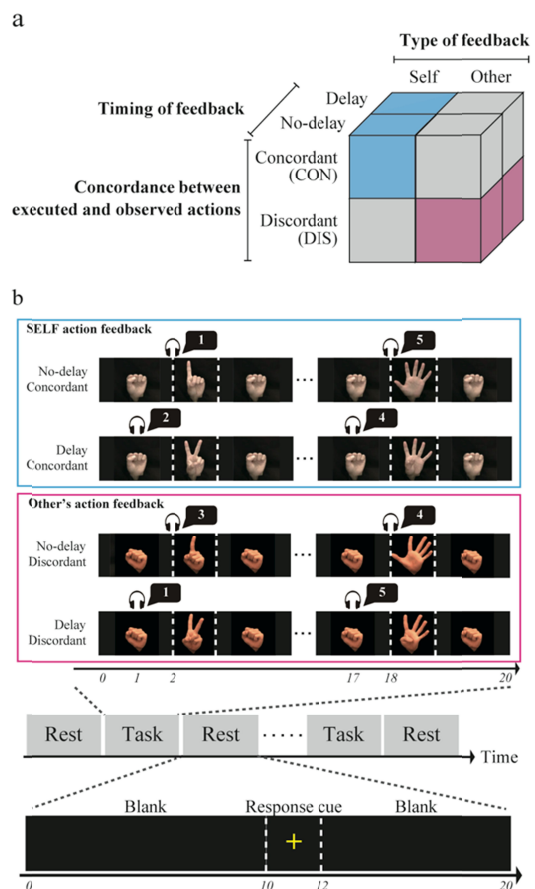 a
Type of feedback
Self Other
Delay
Timing of feedback
No-delay
Concordant
(CON)
Concordance between
executed and observed actions
Discordant
(DIS)
b
SELF action feedback
1 5
No-delay
Concordant
...
2 4
Delay
Concordant
...
Other's action feedback
3 4
No-delay
Discordant
...
1 5
Delay
Discordant
...
0 1 2 17 18 20
Rest Task Rest ····· Task Rest
Time
Blank Response cue Blank
+
0 10 12 20